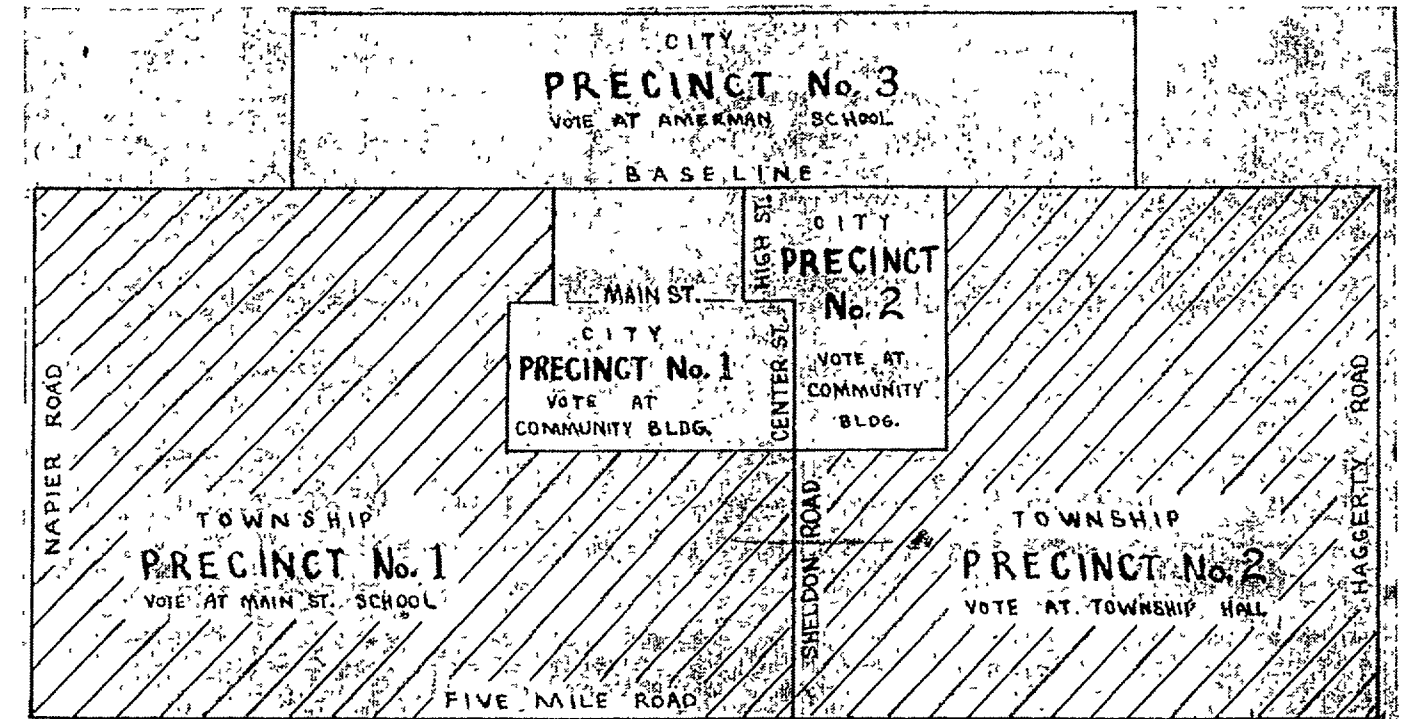 CITY
PRECINCT No. 3
VOTE AT AMERMAN SCHOOL
BASELINE
HIGH ST.
CITY
PRECINCT
No. 2
VOTE AT
COMMUNITY
BLDG.
MAIN ST.
CITY
PRECINCT No. 1
VOTE AT
COMMUNITY BLDG.
CENTER ST.
NAPIER ROAD
HAGGERTY ROAD
TOWNSHIP
PRECINCT No. 1
VOTE AT MAIN ST. SCHOOL
SHELDON ROAD
TOWNSHIP
PRECINCT No. 2
VOTE AT TOWNSHIP HALL
FIVE MILE ROAD